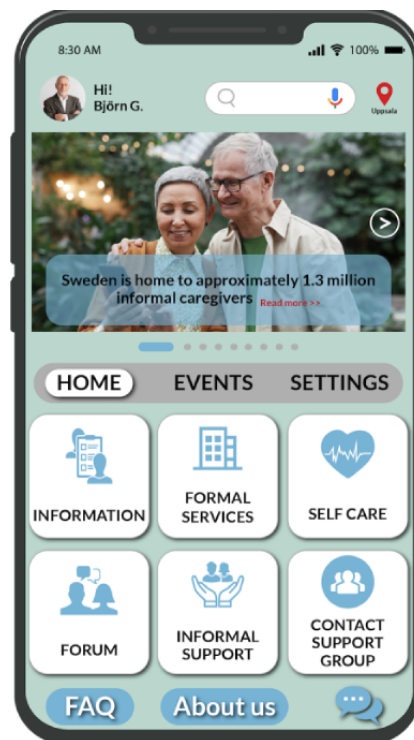 8:30 AM
100%
Hi!
Björn G.
Uppsala
Sweden is home to approximately 1.3 million
informal caregivers Read more >>
HOME EVENTS SETTINGS
INFORMATION
FORMAL
SERVICES
SELF CARE
FORUM
INFORMAL
SUPPORT
CONTACT
SUPPORT
GROUP
FAQ About us